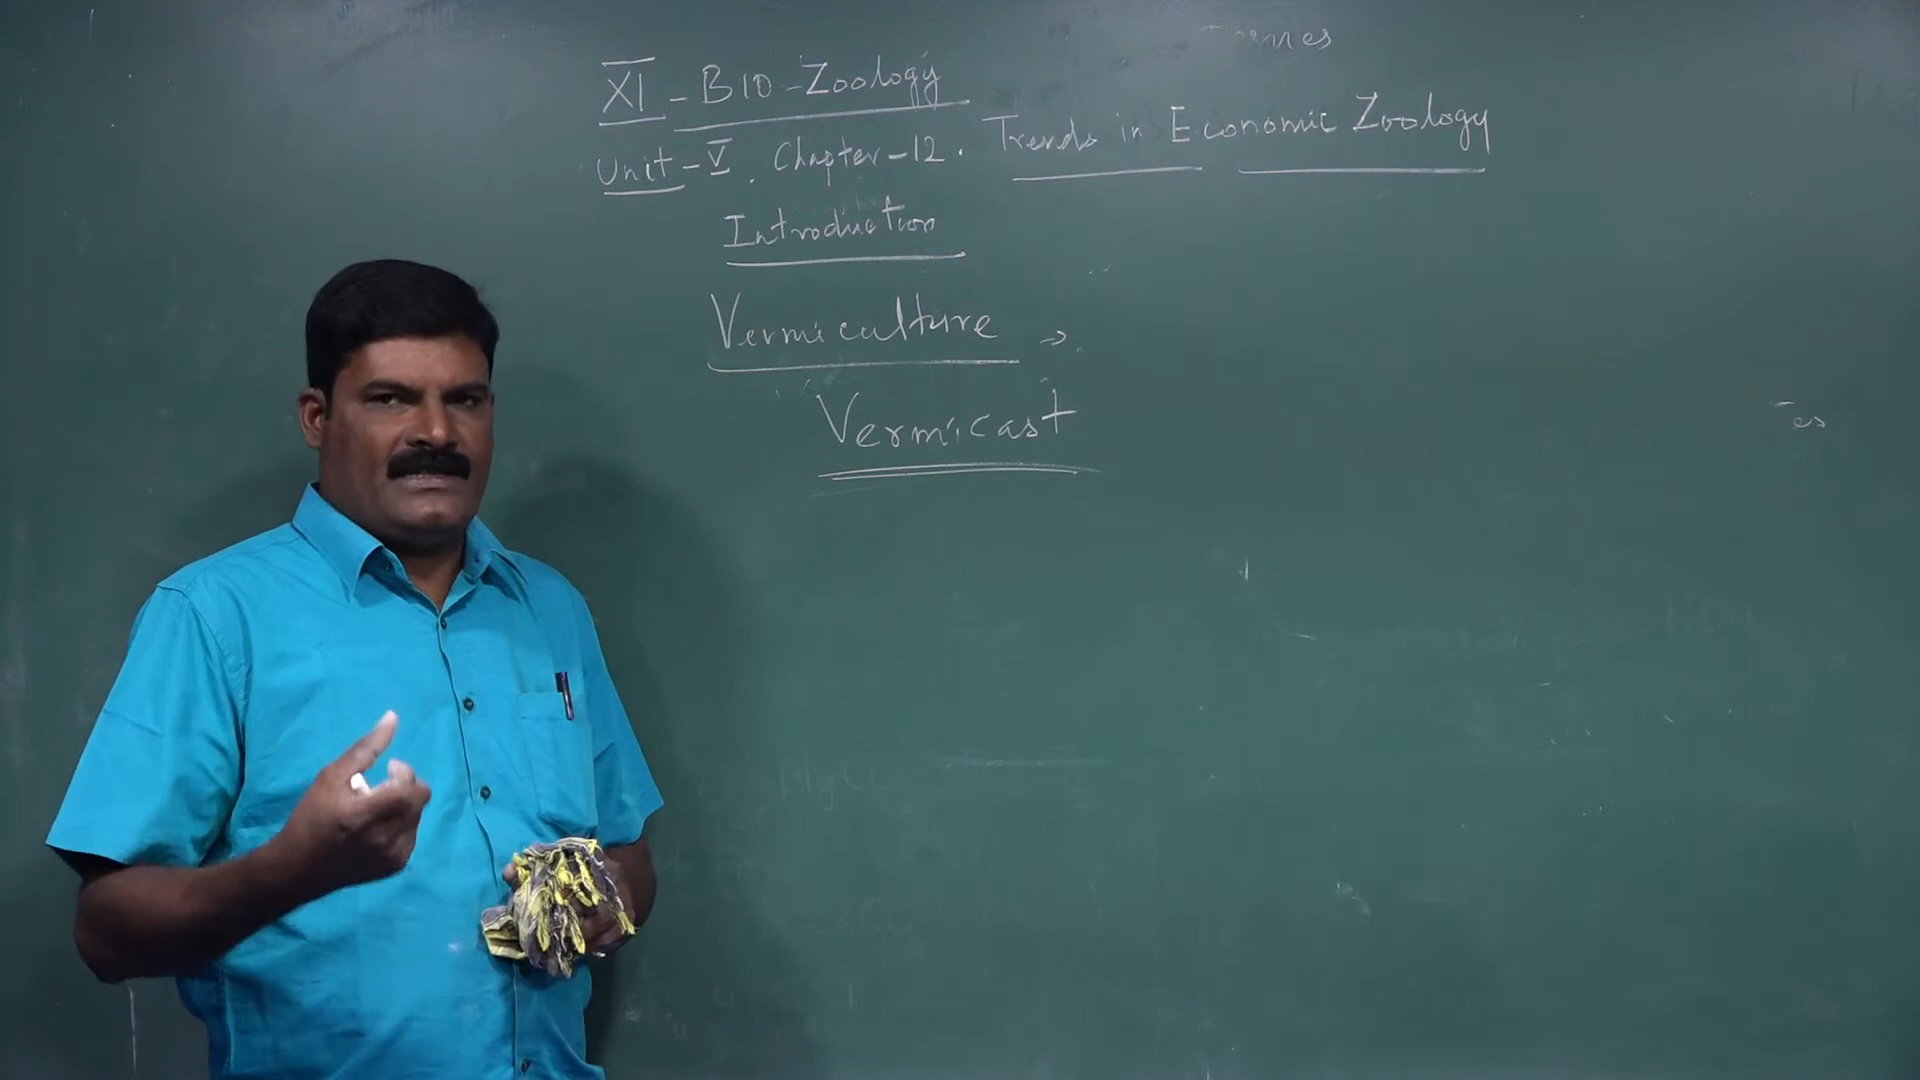 XI - BIO-Zoology
Unit-V. Chapter-12. Trends in Economic Zoology
Introduction
Vermiculture →
Vermicast